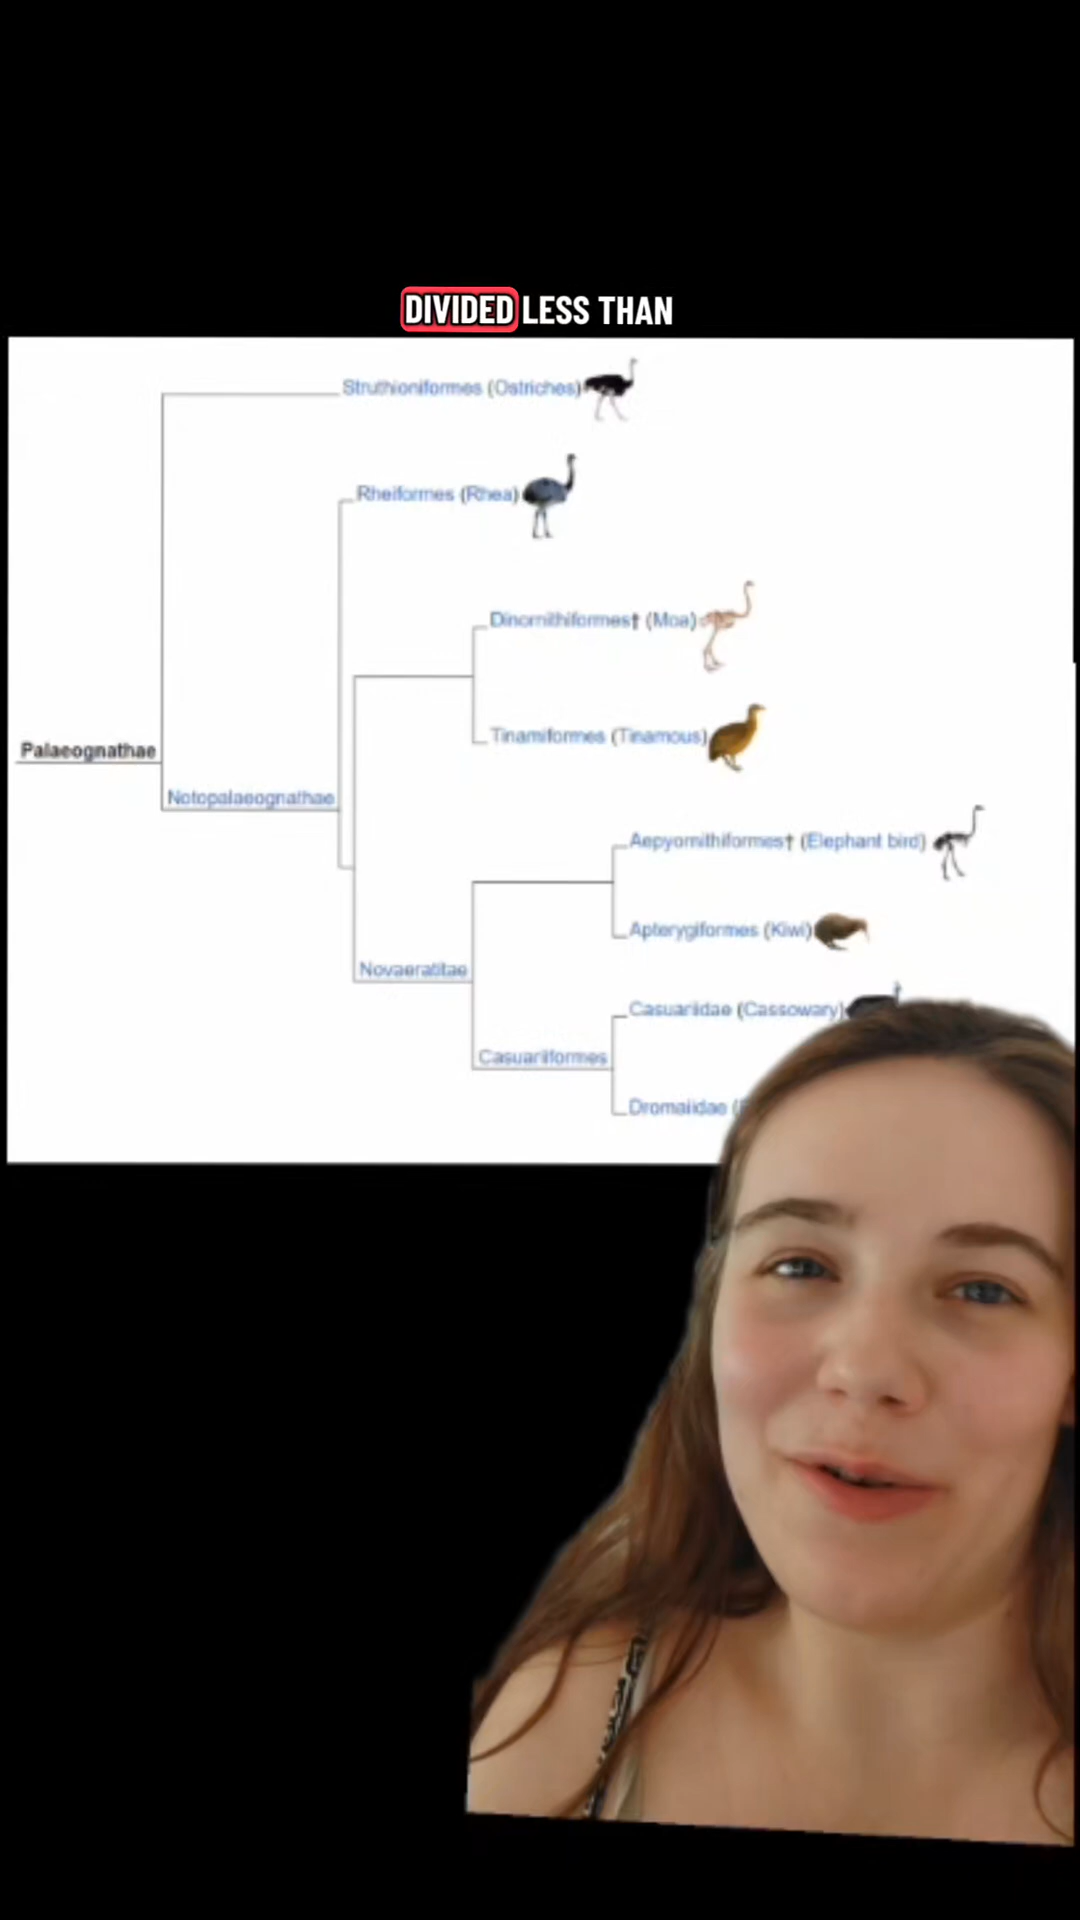 DIVIDED LESS THAN
Struthioniformes (Ostriches)
Rheiformes (Rhea)
Dinornithiformes† (Moa)
Tinamiformes (Tinamous)
Palaeognathae
Notopalaeognathae
Aepyornithiformes† (Elephant bird)
Apterygiformes (Kiwi)
Novaeratitae
Casuariidae (Cassowary)
Casuariiformes
Dromaiidae (